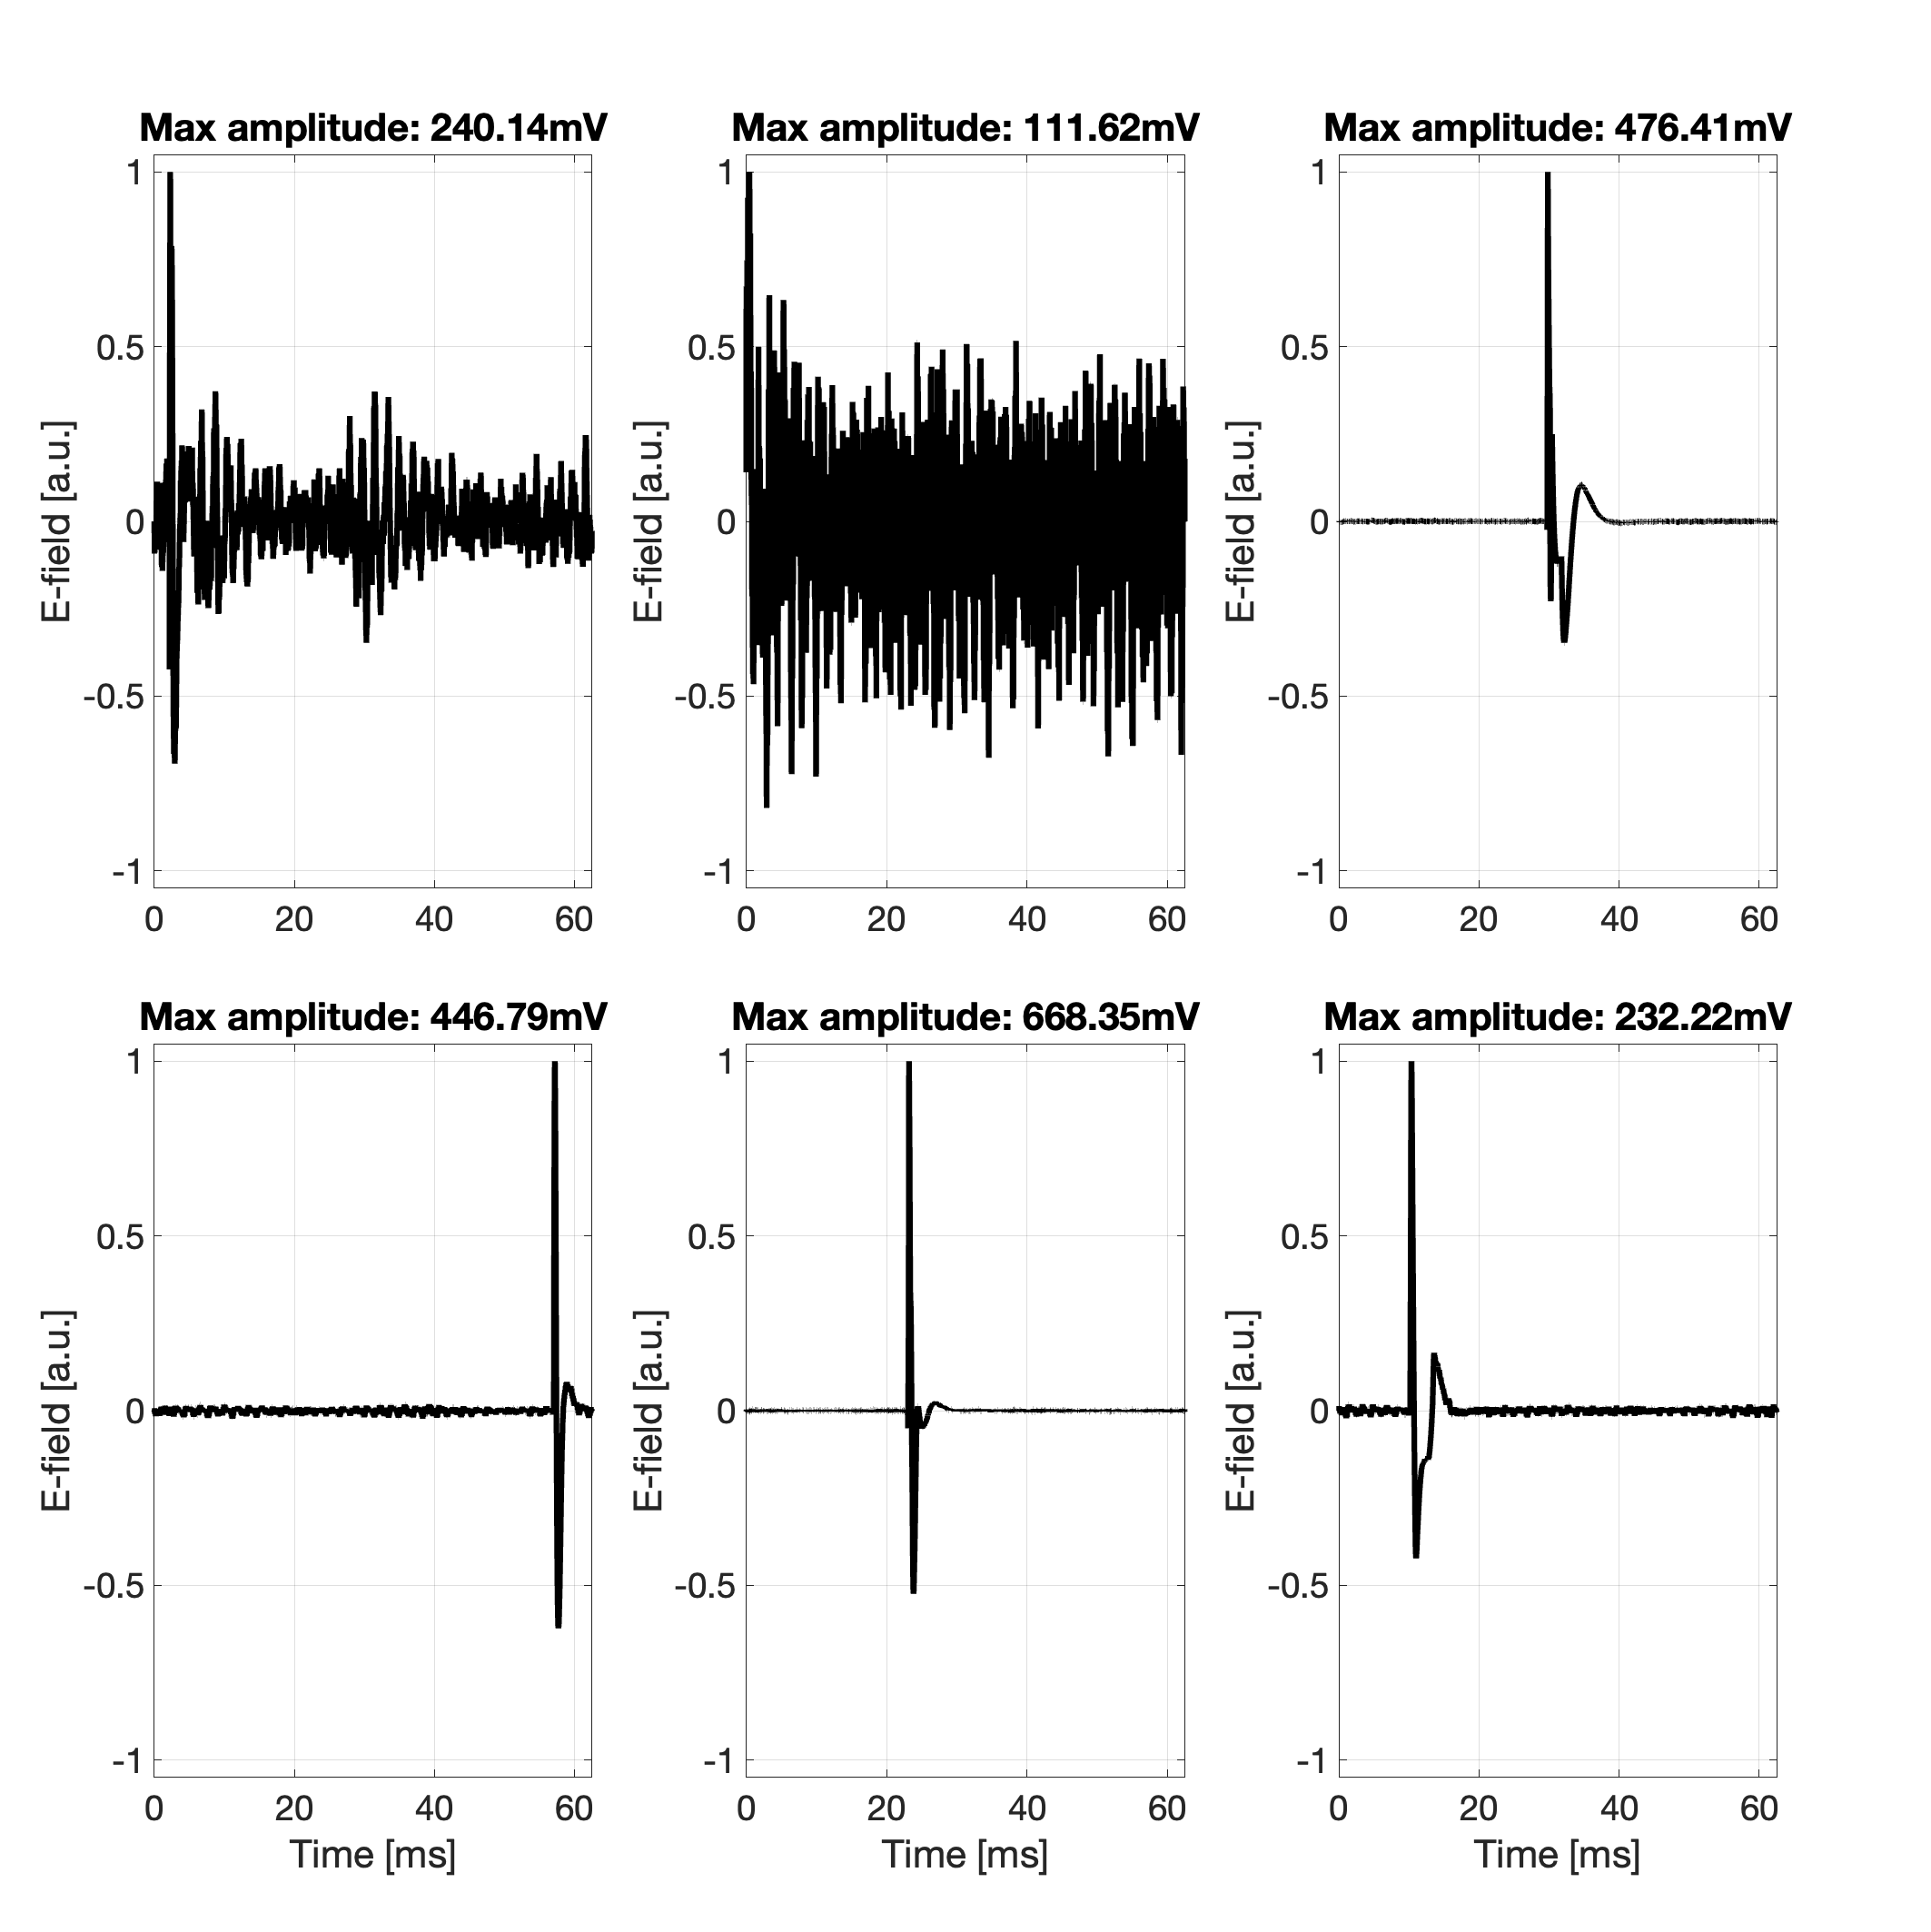 Max amplitude: 240.14mV
1
0.5
0
-0.5
-1
E-field [a.u.]
0 20 40 60
Max amplitude: 111.62mV
1
0.5
0
-0.5
-1
E-field [a.u.]
0 20 40 60
Max amplitude: 476.41mV
1
0.5
0
-0.5
-1
E-field [a.u.]
0 20 40 60
Max amplitude: 446.79mV
1
0.5
0
-0.5
-1
E-field [a.u.]
0 20 40 60
Time [ms]
Max amplitude: 668.35mV
1
0.5
0
-0.5
-1
E-field [a.u.]
0 20 40 60
Time [ms]
Max amplitude: 232.22mV
1
0.5
0
-0.5
-1
E-field [a.u.]
0 20 40 60
Time [ms]